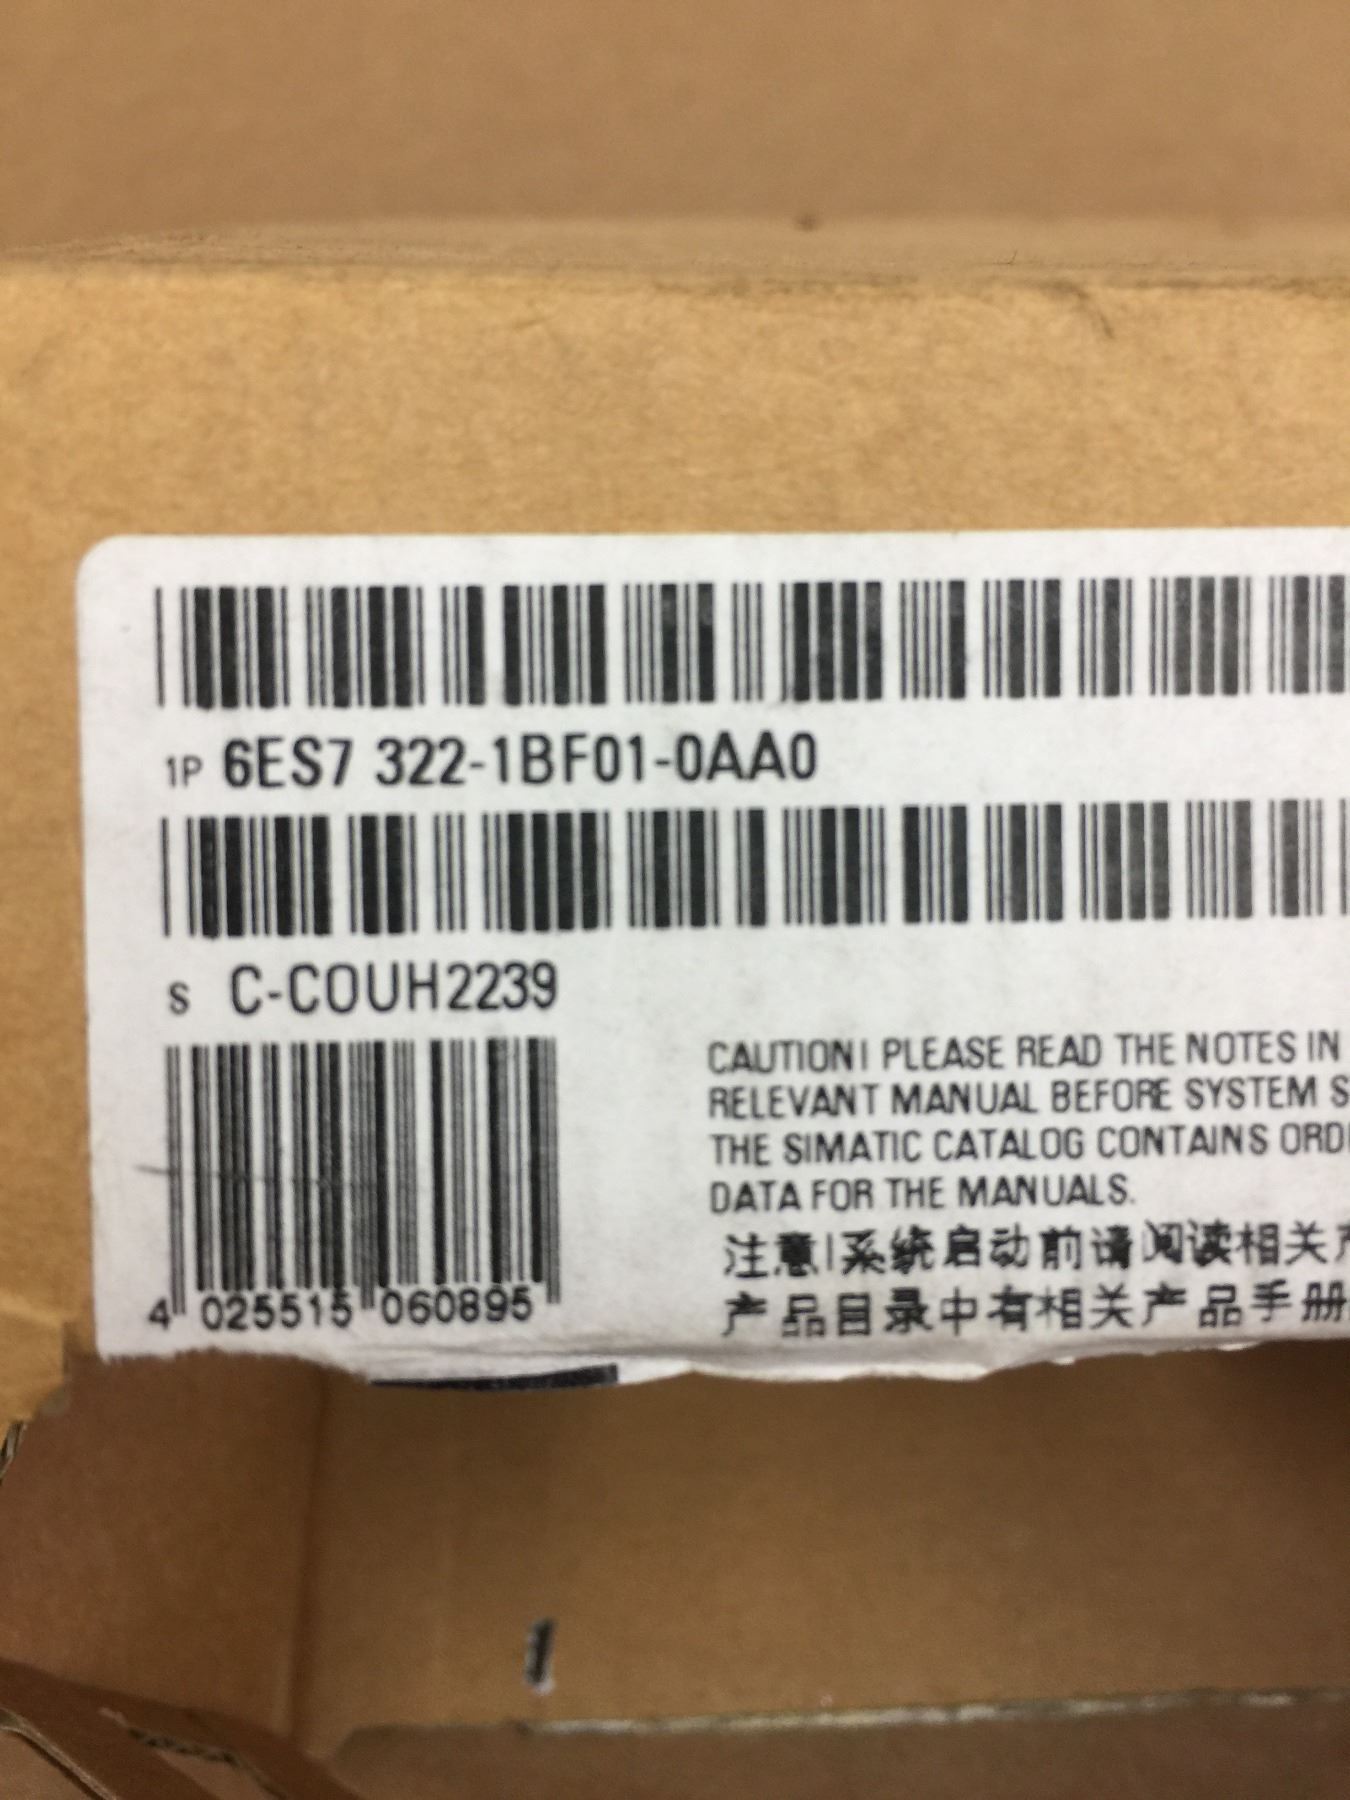 1P 6ES7 322-1BF01-0AA0
S C-COUH2239
CAUTION! PLEASE READ THE NOTES IN
RELEVANT MANUAL BEFORE SYSTEM S
THE SIMATIC CATALOG CONTAINS ORD
DATA FOR THE MANUALS.
注意!系统启动前请阅读相关产
产品目录中有相关产品手册
4 025515 060895